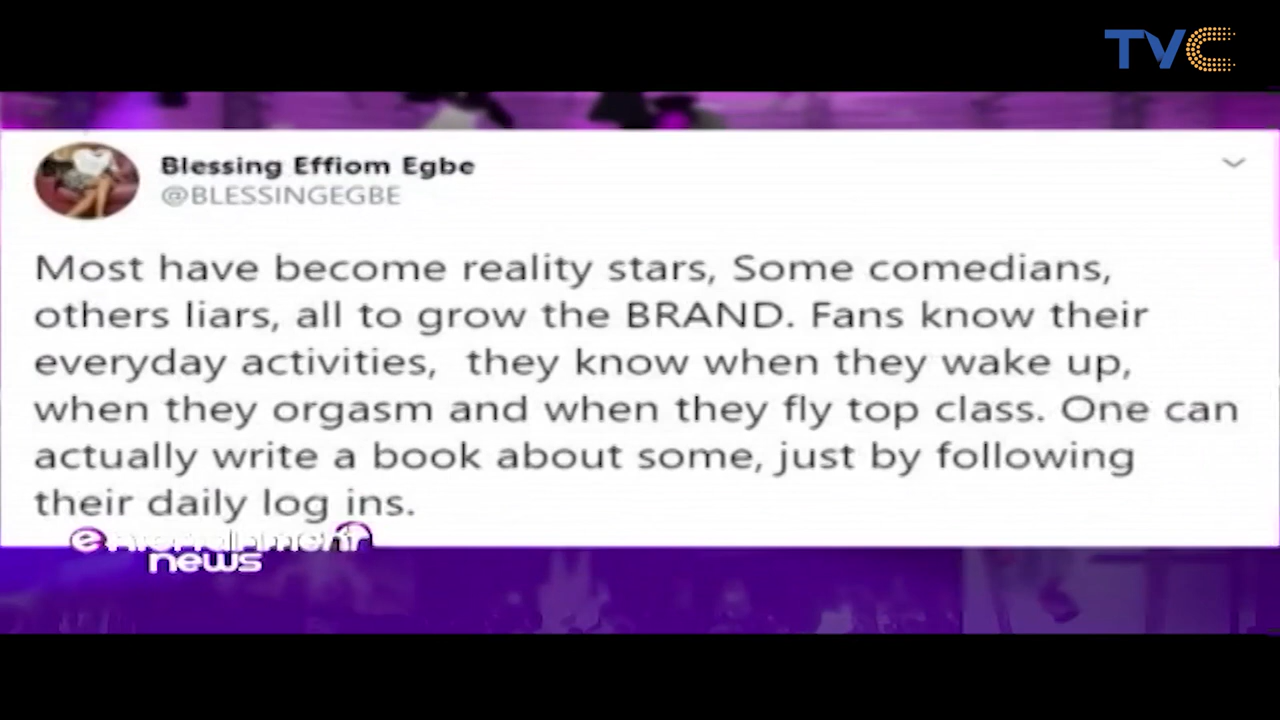 TVC
Blessing Effiom Egbe
@BLESSINGEGBE
Most have become reality stars, Some comedians,
others liars, all to grow the BRAND. Fans know their
everyday activities,  they know when they wake up,
when they orgasm and when they fly top class. One can
actually write a book about some, just by following
their daily log ins.
entertainment
news